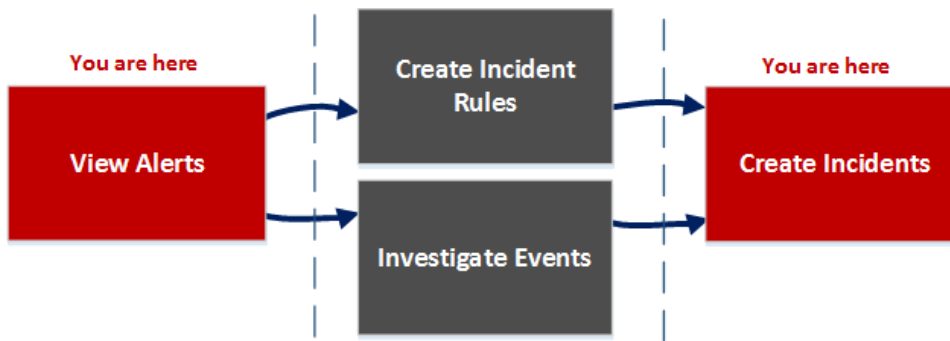 You are here
View Alerts
Create Incident
Rules
Investigate Events
You are here
Create Incidents